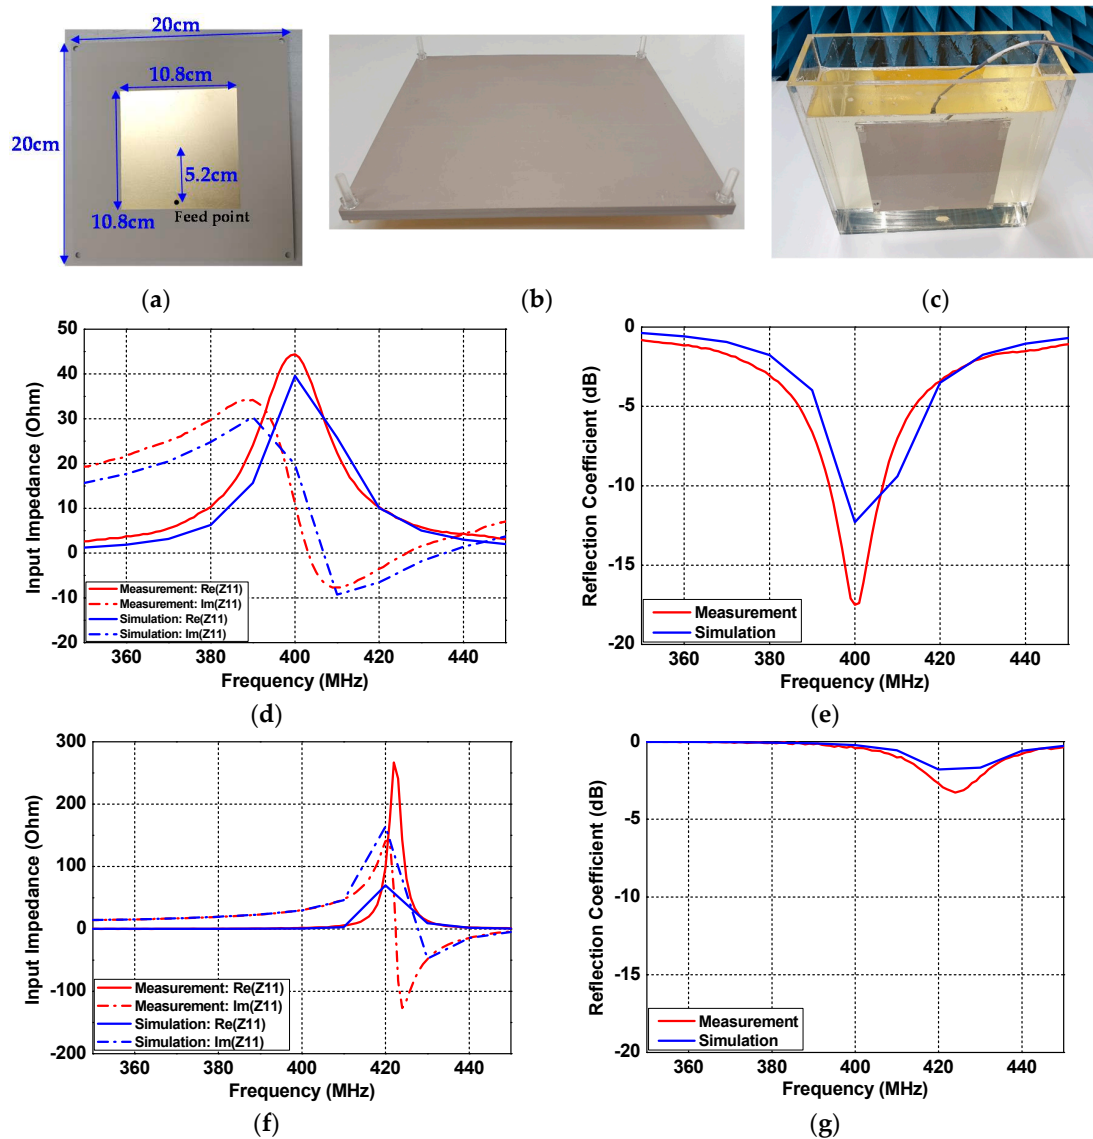 20cm
10.8cm
20cm
5.2cm
10.8cm
Feed point
(a)
(b)
(c)
50
40
30
20
10
0
-10
-20
Input Impedance (Ohm)
Measurement: Re(Z11)
Measurement: Im(Z11)
Simulation: Re(Z11)
Simulation: Im(Z11)
360 380 400 420 440
Frequency (MHz)
(d)
0
-5
-10
-15
-20
Reflection Coefficient (dB)
Measurement
Simulation
360 380 400 420 440
Frequency (MHz)
(e)
300
200
100
0
-100
-200
Input Impedance (Ohm)
Measurement: Re(Z11)
Measurement: Im(Z11)
Simulation: Re(Z11)
Simulation: Im(Z11)
360 380 400 420 440
Frequency (MHz)
(f)
0
-5
-10
-15
-20
Reflection Coefficient (dB)
Measurement
Simulation
360 380 400 420 440
Frequency (MHz)
(g)